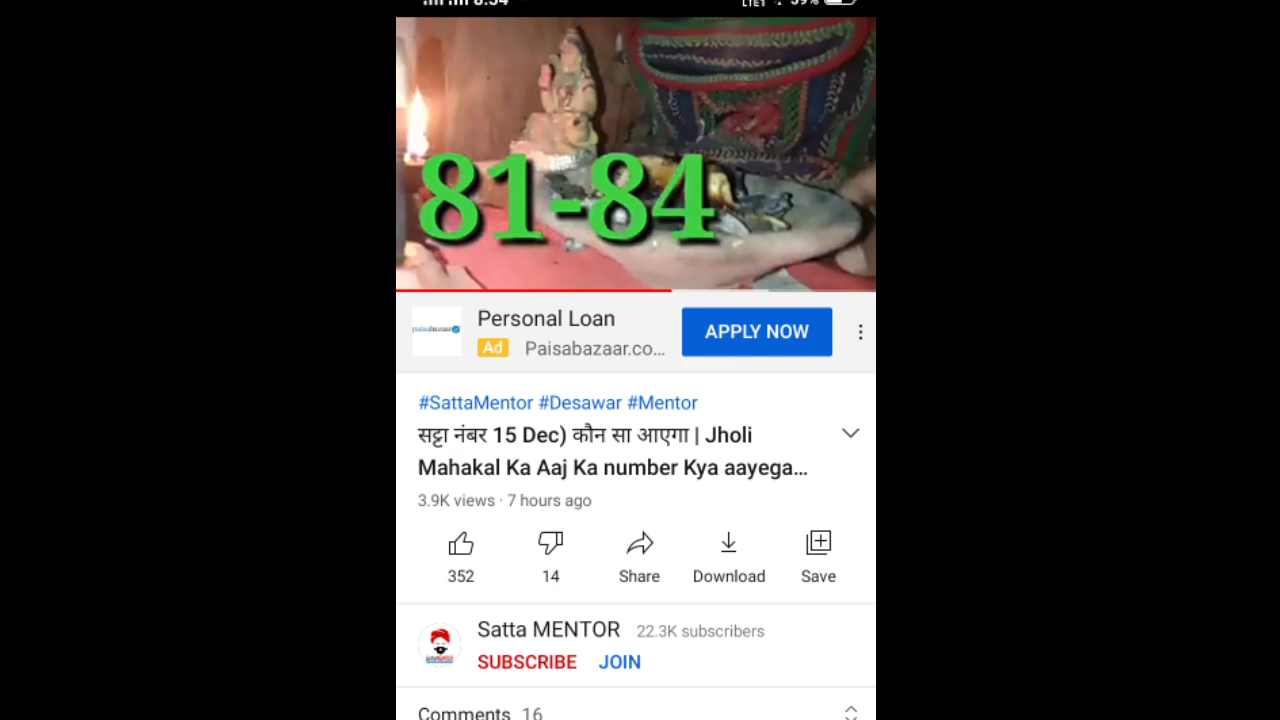 81-84
paisabazaar
Personal Loan
APPLY NOW
Ad Paisabazaar.co...
#SattaMentor #Desawar #Mentor
सट्टा नंबर 15 Dec) कौन सा आएगा | Jholi
Mahakal Ka Aaj Ka number Kya aayega...
3.9K views · 7 hours ago
352
14
Share
Download
Save
Satta MENTOR 22.3K subscribers
SUBSCRIBE JOIN
Comments 16